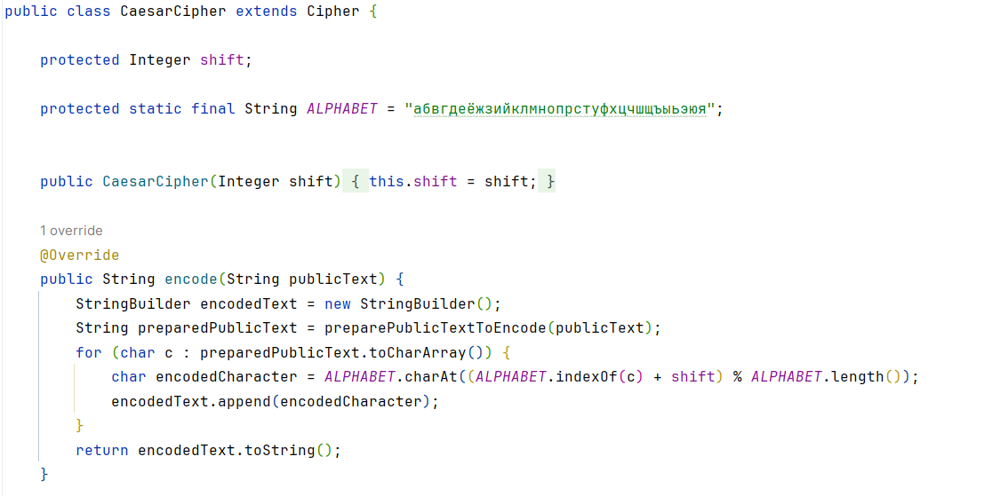 public class CaesarCipher extends Cipher {
protected Integer shift;
protected static final String ALPHABET = "абвгдеёжзийклмнопрстуфхцчшщъыьэюя";
public CaesarCipher(Integer shift) { this.shift = shift; }
1 override
@Override
public String encode(String publicText) {
StringBuilder encodedText = new StringBuilder();
String preparedPublicText = preparePublicTextToEncode(publicText);
for (char c : preparedPublicText.toCharArray()) {
char encodedCharacter = ALPHABET.charAt((ALPHABET.indexOf(c) + shift) % ALPHABET.length());
encodedText.append(encodedCharacter);
}
return encodedText.toString();
}